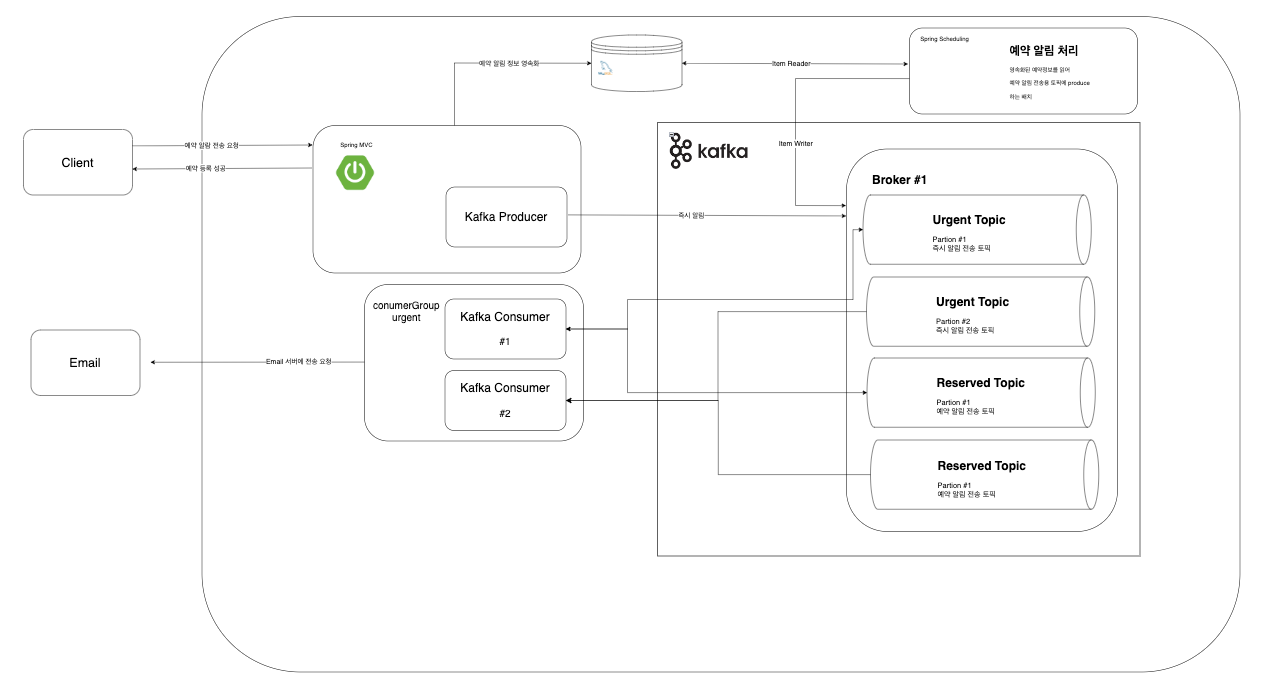 Spring Scheduling
예약 알림 처리
영속화된 예약정보를 읽어
예약 알림 전송용 토픽에 produce
하는 배치
예약 알림 정보 영속화
Item Reader
Item Writer
Client
예약 알람 전송 요청
예약 등록 성공
Spring MVC
Kafka Producer
즉시 알림
kafka
Broker #1
Urgent Topic
Partion #1
즉시 알림 전송 토픽
Urgent Topic
Partion #2
즉시 알림 전송 토픽
Reserved Topic
Partion #1
예약 알림 전송 토픽
Reserved Topic
Partion #1
예약 알림 전송 토픽
conumerGroup
urgent
Kafka Consumer
#1
Kafka Consumer
#2
Email
Email 서버에 전송 요청